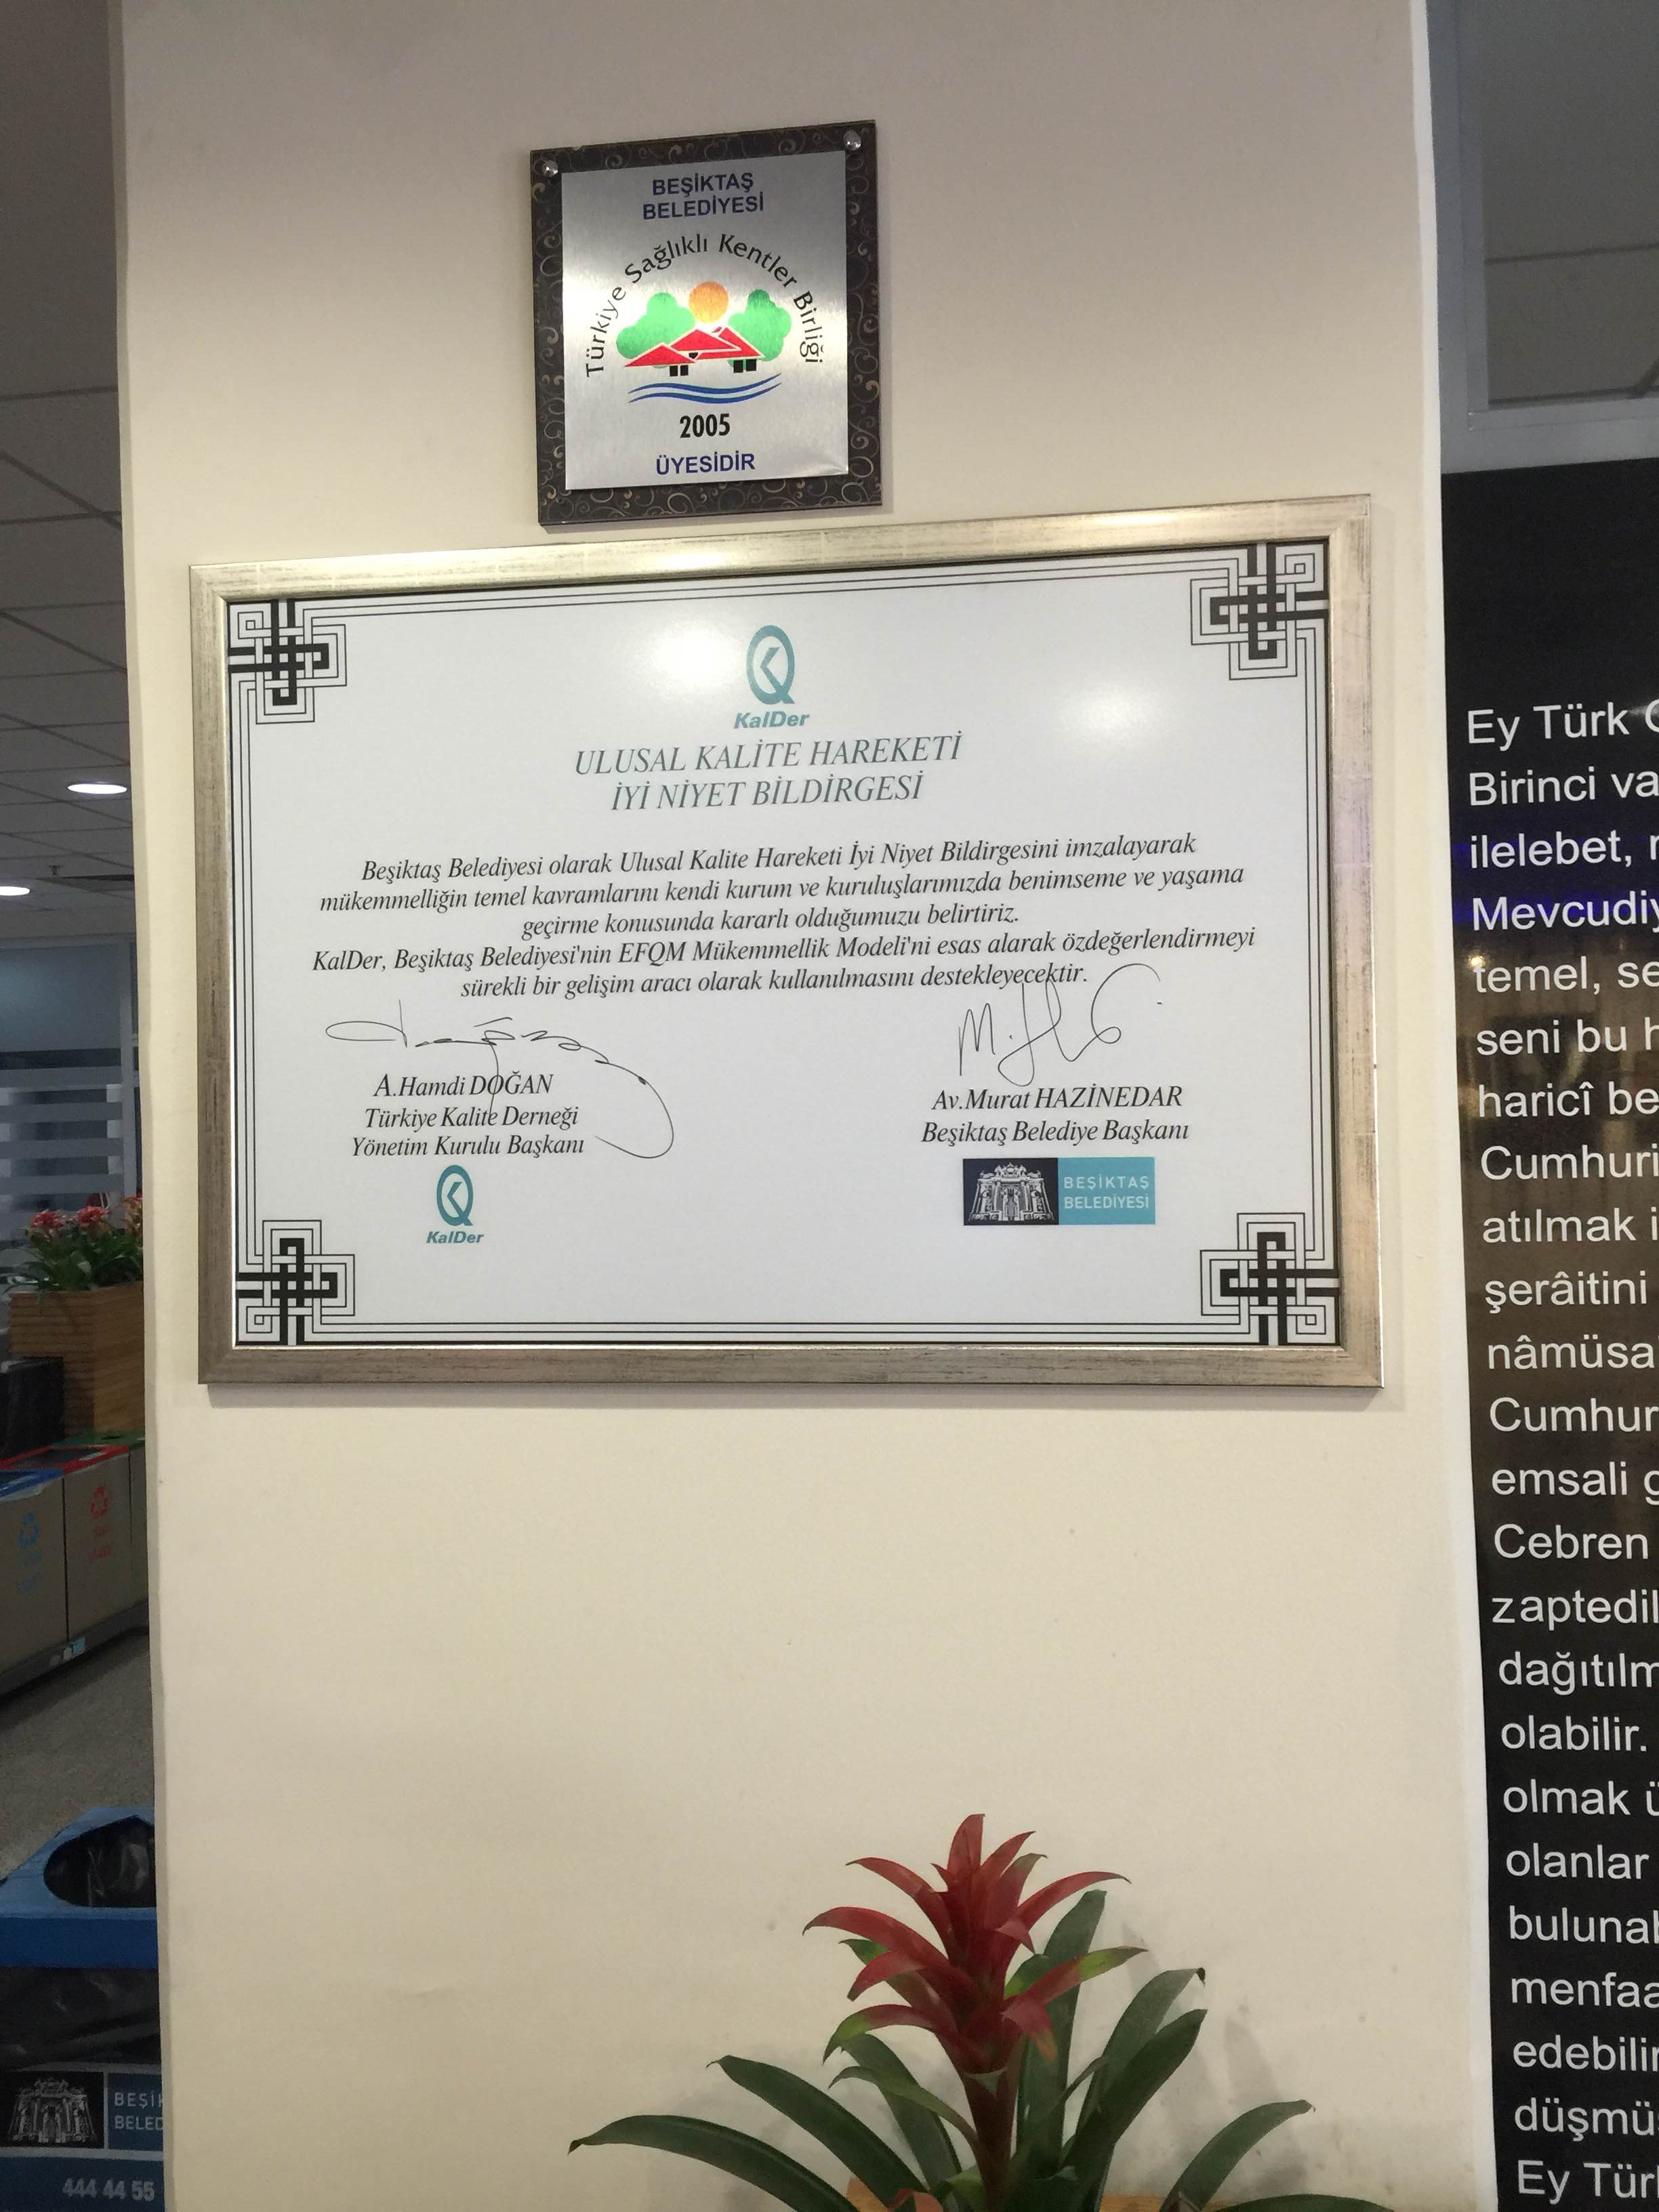 BEŞİKTAŞ
BELEDİYESİ
Türkiye Sağlıklı Kentler Birliği
2005
ÜYESİDİR
KalDer
ULUSAL KALİTE HAREKETİ
İYİ NİYET BİLDİRGESİ
Beşiktaş Belediyesi olarak Ulusal Kalite Hareketi İyi Niyet Bildirgesini imzalayarak
mükemmelliğin temel kavramlarını kendi kurum ve kuruluşlarımızda benimseme ve yaşama
geçirme konusunda kararlı olduğumuzu belirtiriz.
KalDer, Beşiktaş Belediyesi'nin EFQM Mükemmellik Modeli'ni esas alarak özdeğerlendirmeyi
sürekli bir gelişim aracı olarak kullanılmasını destekleyecektir.
A.Hamdi DOĞAN
Türkiye Kalite Derneği
Yönetim Kurulu Başkanı
KalDer
Av.Murat HAZİNEDAR
Beşiktaş Belediye Başkanı
BEŞİKTAŞ
BELEDİYESİ
Ey Türk
Birinci va
ilelebet,
Mevcudiy
temel, se
seni bu
haricî be
Cumhuri
atılmak i
şerâitini
nâmüsa
Cumhur
emsali g
Cebren
zaptedil
dağıtılm
olabilir.
olmak ü
olanlar
bulunab
menfaa
edebilir
düşmüş
Ey Türk
BEŞİK
BELED
444 44 55